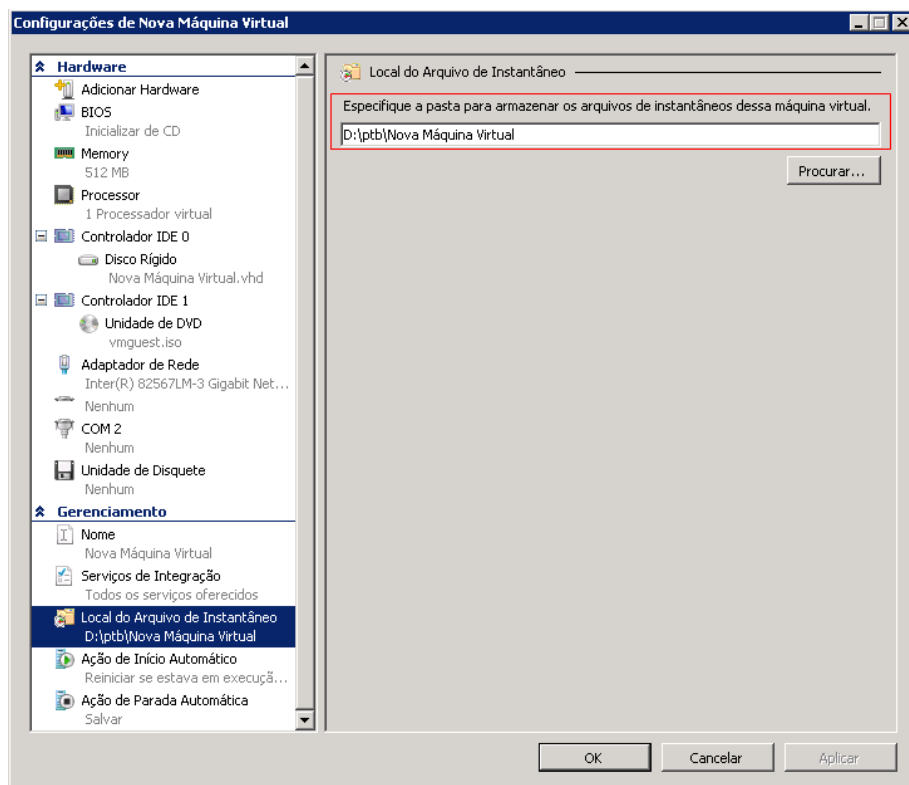 Configurações de Nova Máquina Virtual
Hardware
Adicionar Hardware
BIOS
Inicializar de CD
Memory
512 MB
Processor
1 Processador virtual
Controlador IDE 0
Disco Rígido
Nova Máquina Virtual.vhd
Controlador IDE 1
Unidade de DVD
vmguest.iso
Adaptador de Rede
Inter(R) 82567LM-3 Gigabit Net...
Nenhum
COM 2
Nenhum
Unidade de Disquete
Nenhum
Gerenciamento
Nome
Nova Máquina Virtual
Serviços de Integração
Todos os serviços oferecidos
Local do Arquivo de Instantâneo
D:\ptb\Nova Máquina Virtual
Ação de Início Automático
Reiniciar se estava em execuçã...
Ação de Parada Automática
Salvar
Local do Arquivo de Instantâneo
Especifique a pasta para armazenar os arquivos de instantâneos dessa máquina virtual.
D:\ptb\Nova Máquina Virtual
Procurar...
OK
Cancelar
Aplicar